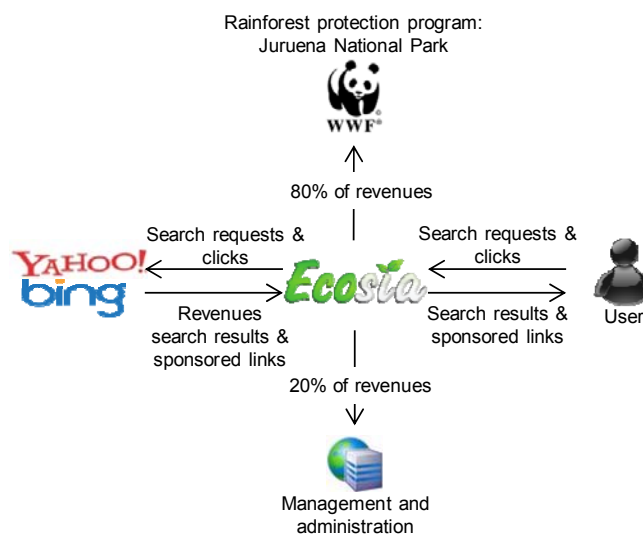 Rainforest protection program:
Juruena National Park
WWF®
80% of revenues
Search requests &
clicks
Search requests &
clicks
YAHOO!
bing
Ecosia
User
Revenues
search results &
sponsored links
Search results &
sponsored links
20% of revenues
Management and
administration